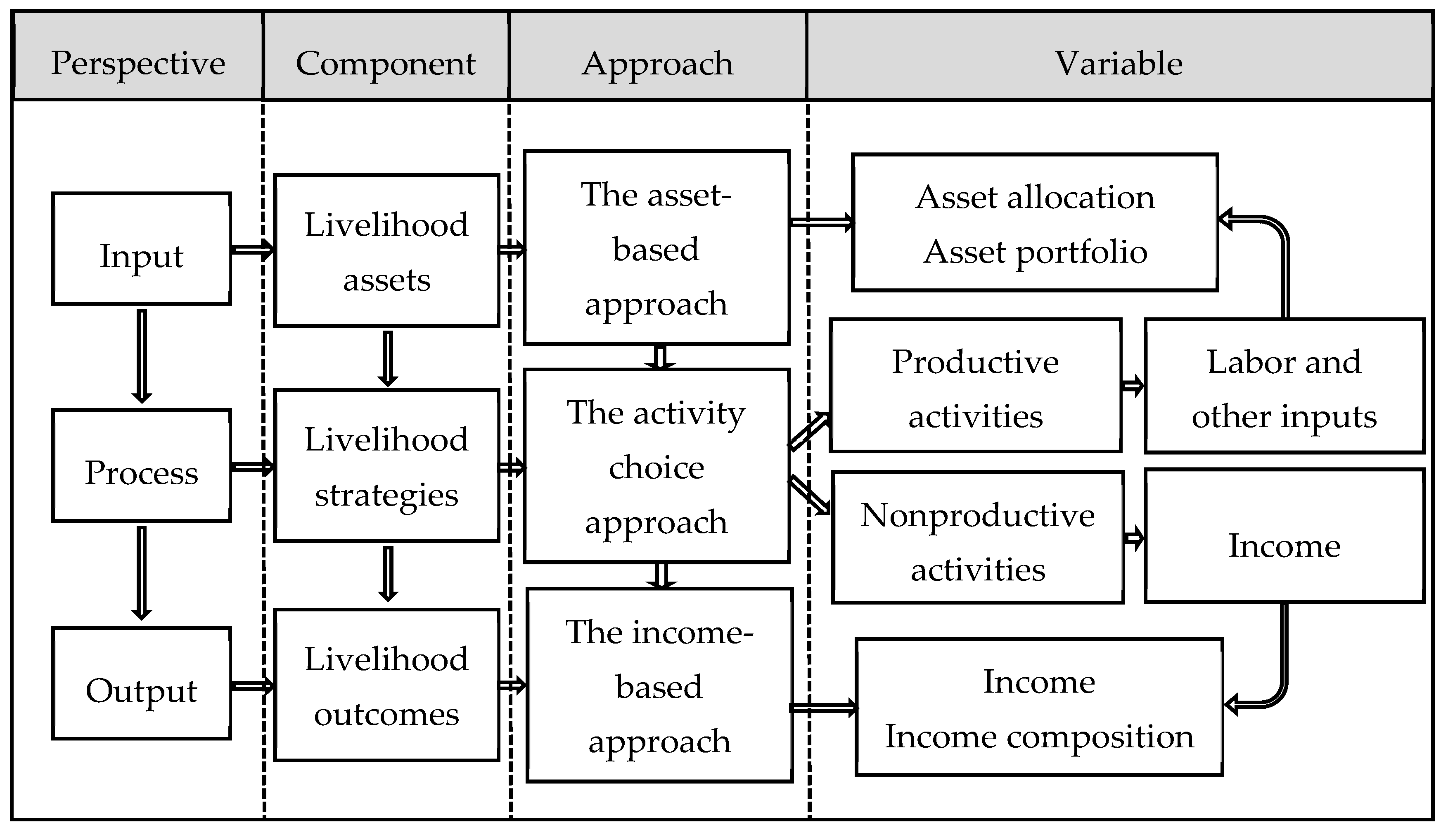 Perspective
Component
Approach
Variable
Input
Livelihood
assets
The asset-
based
approach
Asset allocation
Asset portfolio
Process
Livelihood
strategies
The activity
choice
approach
Productive
activities
Labor and
other inputs
Nonproductive
activities
Income
Output
Livelihood
outcomes
The income-
based
approach
Income
Income composition